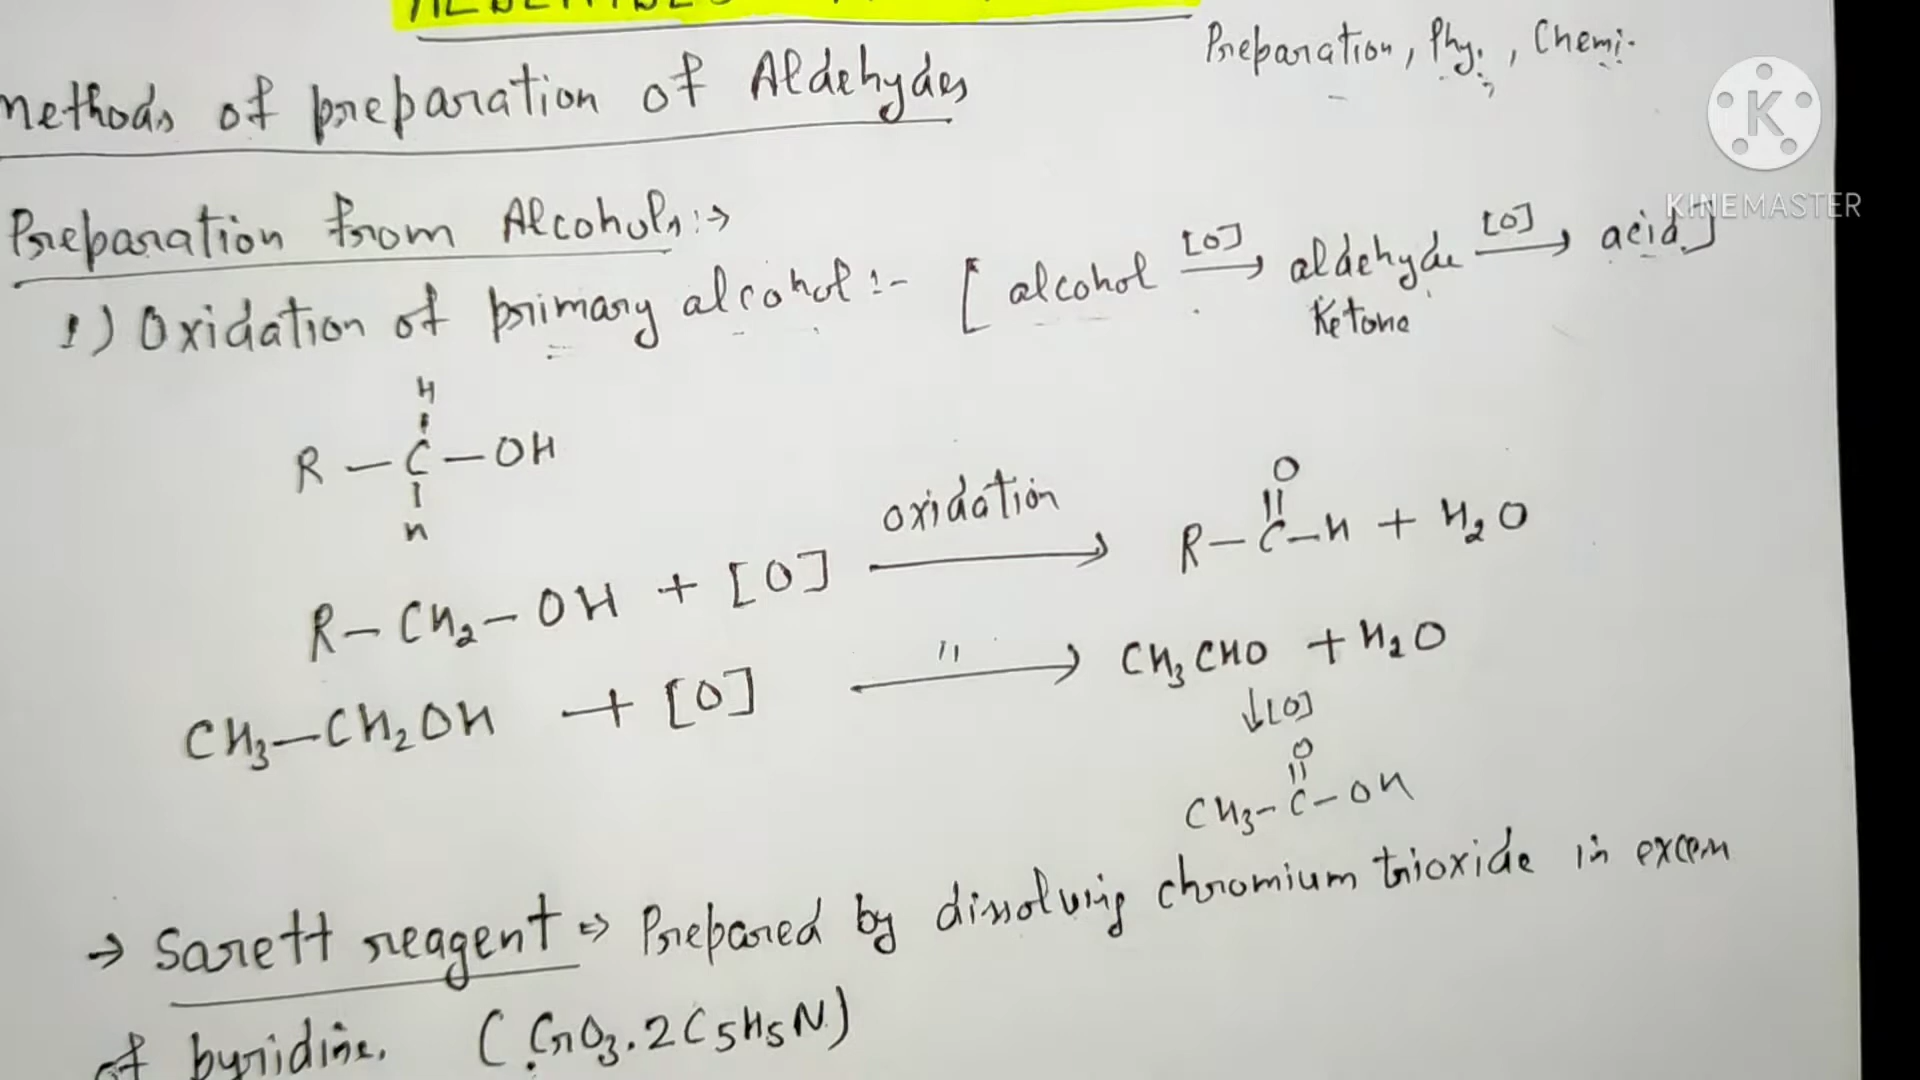 Preparation, Phy., Chemi.
methods of preparation of Aldehydes
K
KINEMASTER
Preparation from Alcohols:→
1) Oxidation of primary alcohol :- [ alcohol [O]→ aldehyde [O]→ acid ]
Ketone
H
R — C — OH
H
oxidation
O
R — CH₂ — OH + [O] → R — C — H + H₂O
CH₃ — CH₂OH + [O] " → CH₃CHO + H₂O
↓[O]
O
CH₃ — C — OH
→ Sarett reagent ⇒ Prepared by dissolving chromium trioxide in excess
of pyridine. (CrO₃.2C5H5N)